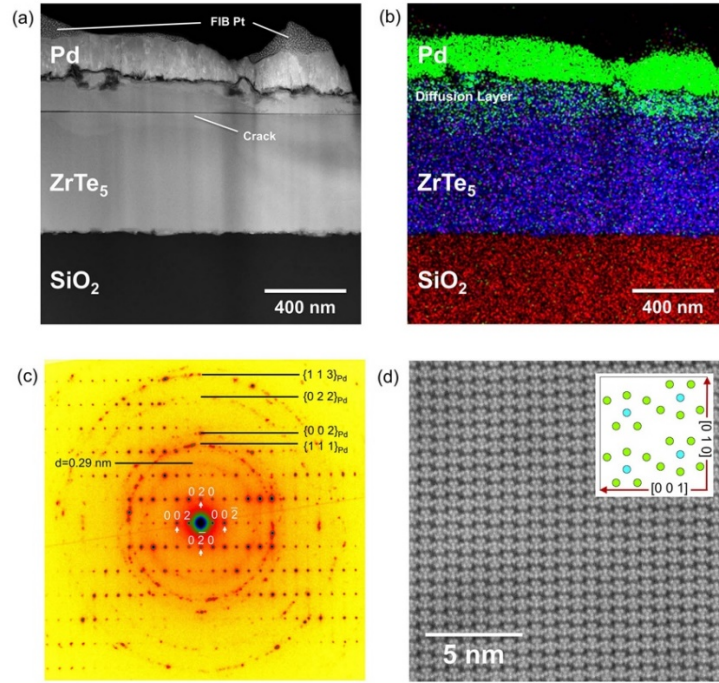 (a)
FIB Pt
Pd
Crack
ZrTe₅
SiO₂
400 nm
(b)
Pd
Diffusion Layer
ZrTe₅
SiO₂
400 nm
(c)
{1 1 3}Pd
{0 2 2}Pd
{0 0 2}Pd
{1 1 1}Pd
d=0.29 nm
0 2 0
0 0 2
0 0 2̄
0 2̄ 0
(d)
[0 1 0]
[0 0 1]
5 nm